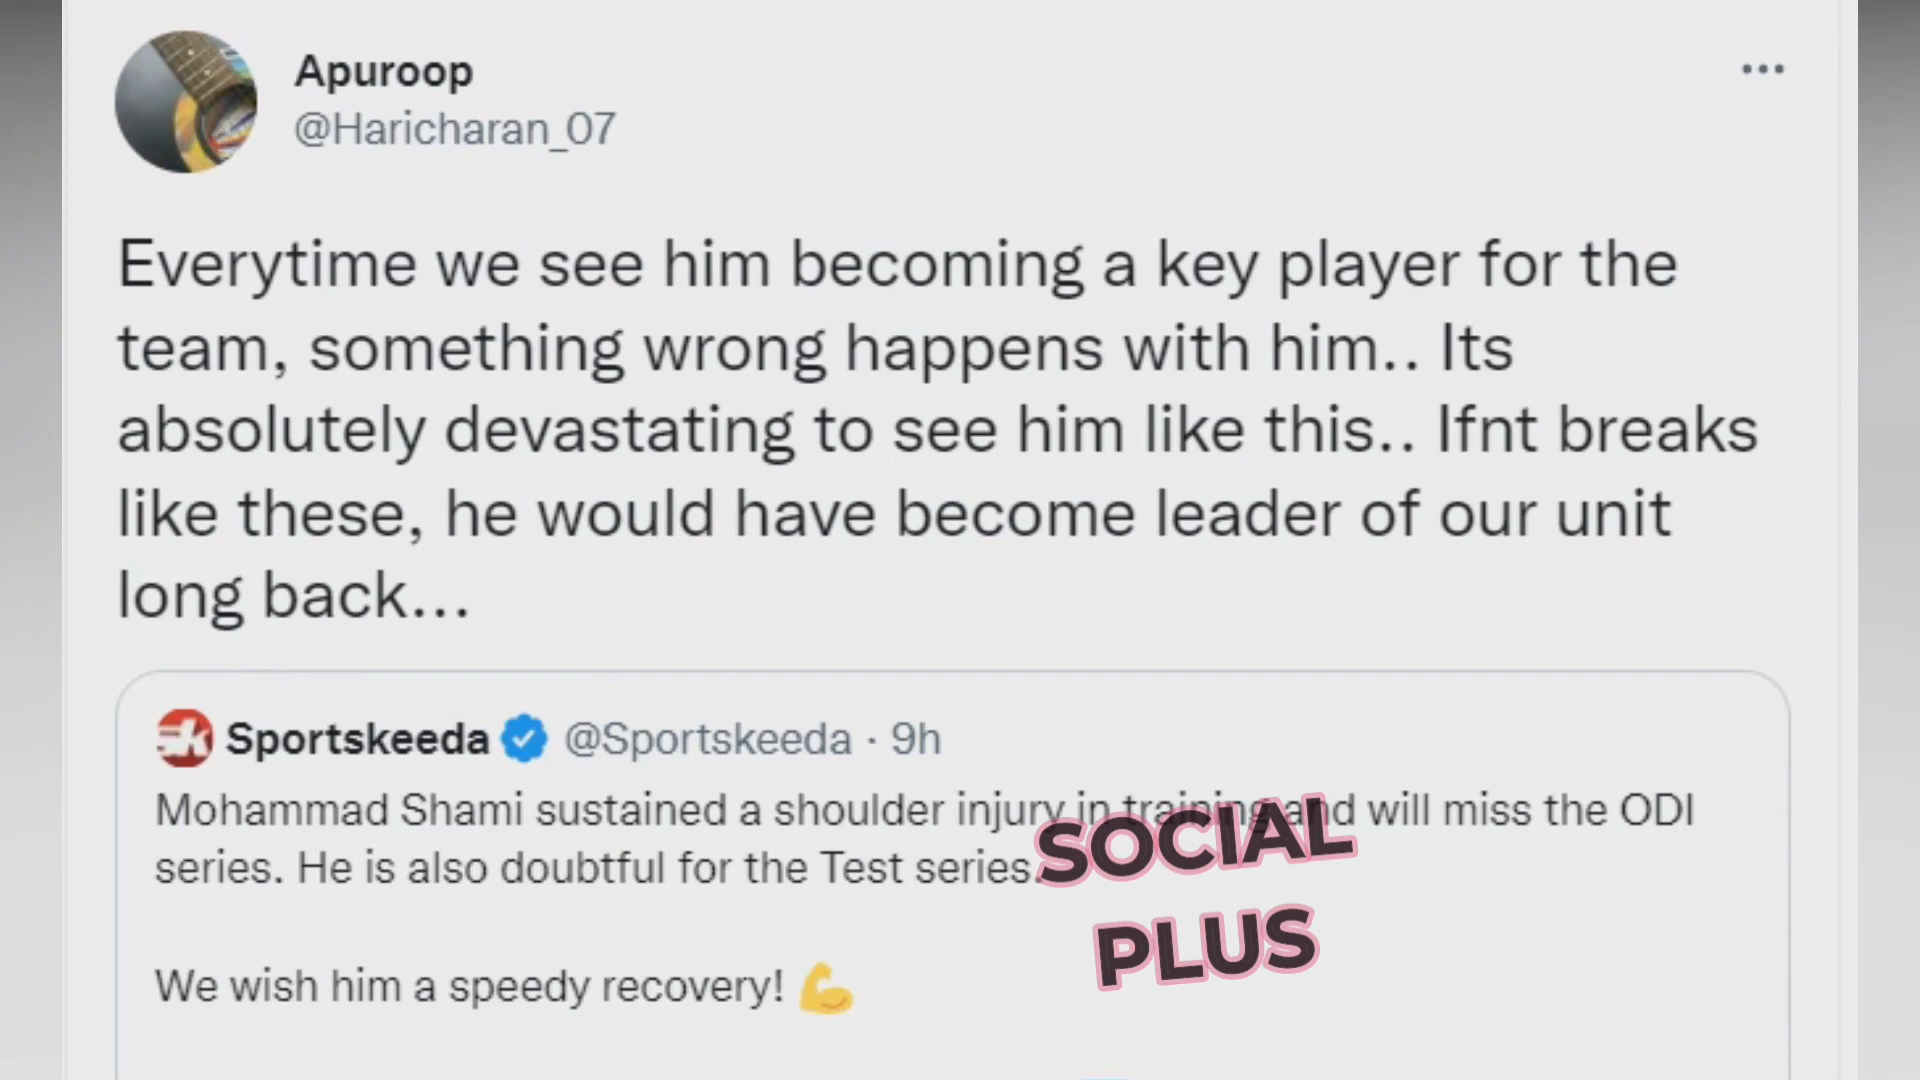 Apuroop
@Haricharan_07
Everytime we see him becoming a key player for the
team, something wrong happens with him.. Its
absolutely devastating to see him like this.. Ifnt breaks
like these, he would have become leader of our unit
long back...
Sportskeeda @Sportskeeda · 9h
Mohammad Shami sustained a shoulder injury in training and will miss the ODI
series. He is also doubtful for the Test series.
We wish him a speedy recovery! 💪
SOCIAL
PLUS